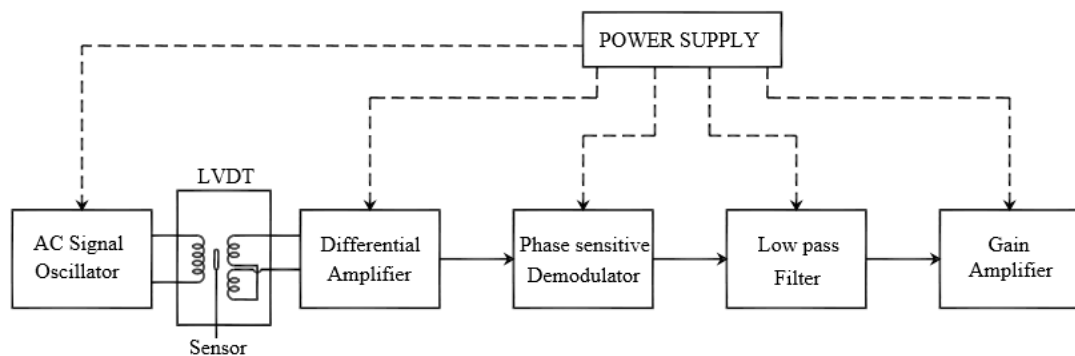 POWER SUPPLY
LVDT
AC Signal
Oscillator
Differential
Amplifier
Phase sensitive
Demodulator
Low pass
Filter
Gain
Amplifier
Sensor